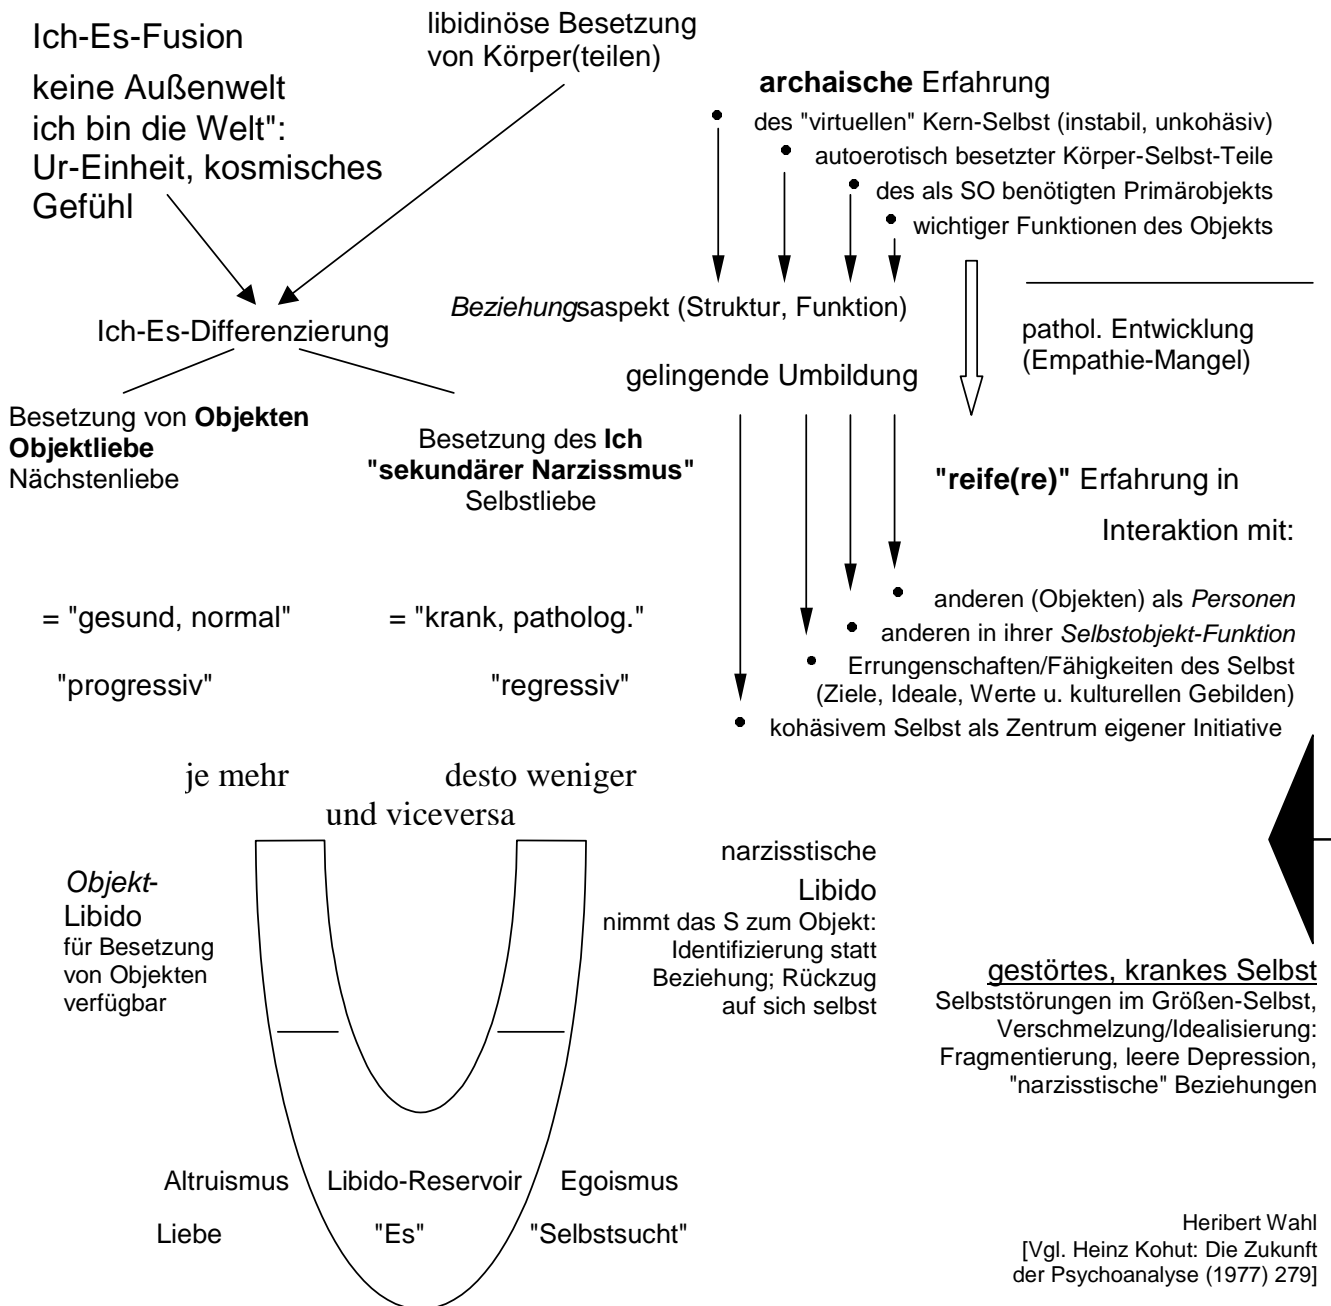 Ich-Es-Fusion
keine Außenwelt
ich bin die Welt":
Ur-Einheit, kosmisches
Gefühl
libidinöse Besetzung
von Körper(teilen)
Ich-Es-Differenzierung
Besetzung von Objekten
Objektliebe
Nächstenliebe
Besetzung des Ich
"sekundärer Narzissmus"
Selbstliebe
= "gesund, normal"
= "krank, patholog."
"progressiv"
"regressiv"
je mehr
desto weniger
und viceversa
Objekt-
Libido
für Besetzung
von Objekten
verfügbar
narzisstische
Libido
nimmt das S zum Objekt:
Identifizierung statt
Beziehung; Rückzug
auf sich selbst
Altruismus
Libido-Reservoir
Egoismus
Liebe
"Es"
"Selbstsucht"
archaische Erfahrung
• des "virtuellen" Kern-Selbst (instabil, unkohäsiv)
• autoerotisch besetzter Körper-Selbst-Teile
• des als SO benötigten Primärobjekts
• wichtiger Funktionen des Objekts
Beziehungsaspekt (Struktur, Funktion)
gelingende Umbildung
pathol. Entwicklung
(Empathie-Mangel)
"reife(re)" Erfahrung in
Interaktion mit:
• anderen (Objekten) als Personen
• anderen in ihrer Selbstobjekt-Funktion
• Errungenschaften/Fähigkeiten des Selbst
(Ziele, Ideale, Werte u. kulturellen Gebilden)
• kohäsivem Selbst als Zentrum eigener Initiative
gestörtes, krankes Selbst
Selbststörungen im Größen-Selbst,
Verschmelzung/Idealisierung:
Fragmentierung, leere Depression,
"narzisstische" Beziehungen
Heribert Wahl
[Vgl. Heinz Kohut: Die Zukunft
der Psychoanalyse (1977) 279]